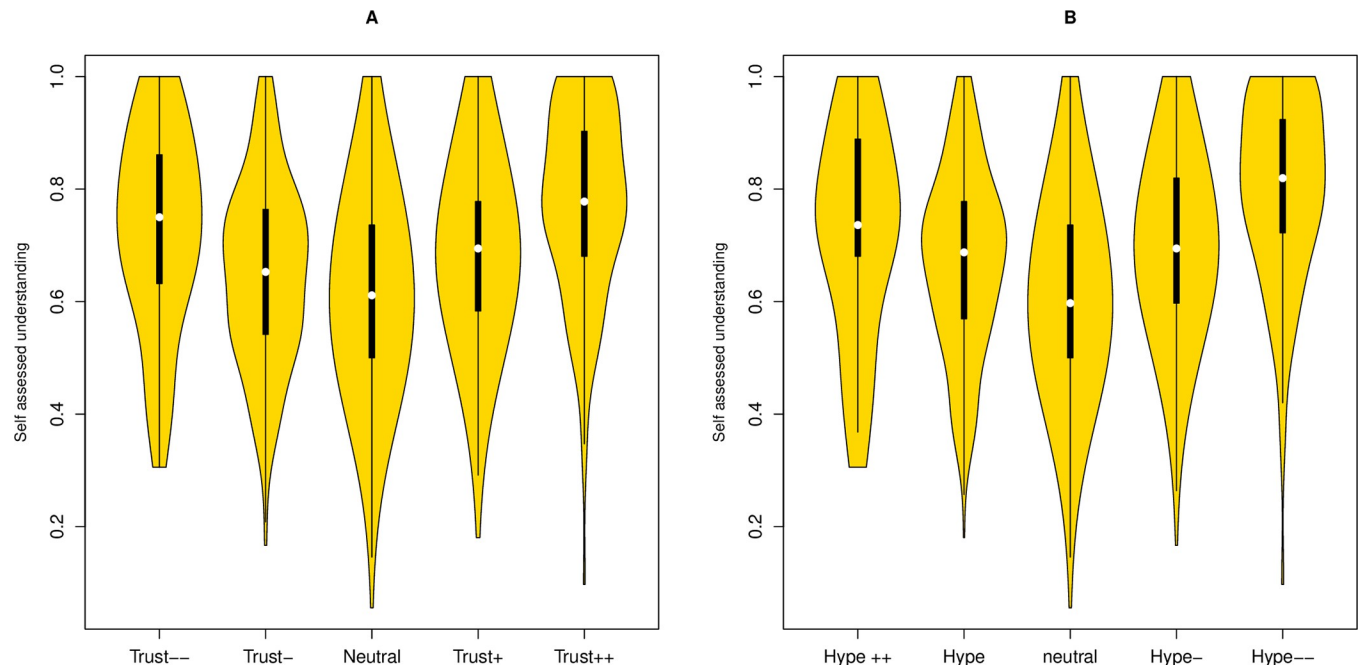 A
Self assessed understanding
1.0
0.8
0.6
0.4
0.2
Trust−− Trust− Neutral Trust+ Trust++
B
Self assessed understanding
1.0
0.8
0.6
0.4
0.2
Hype ++ Hype neutral Hype− Hype−−